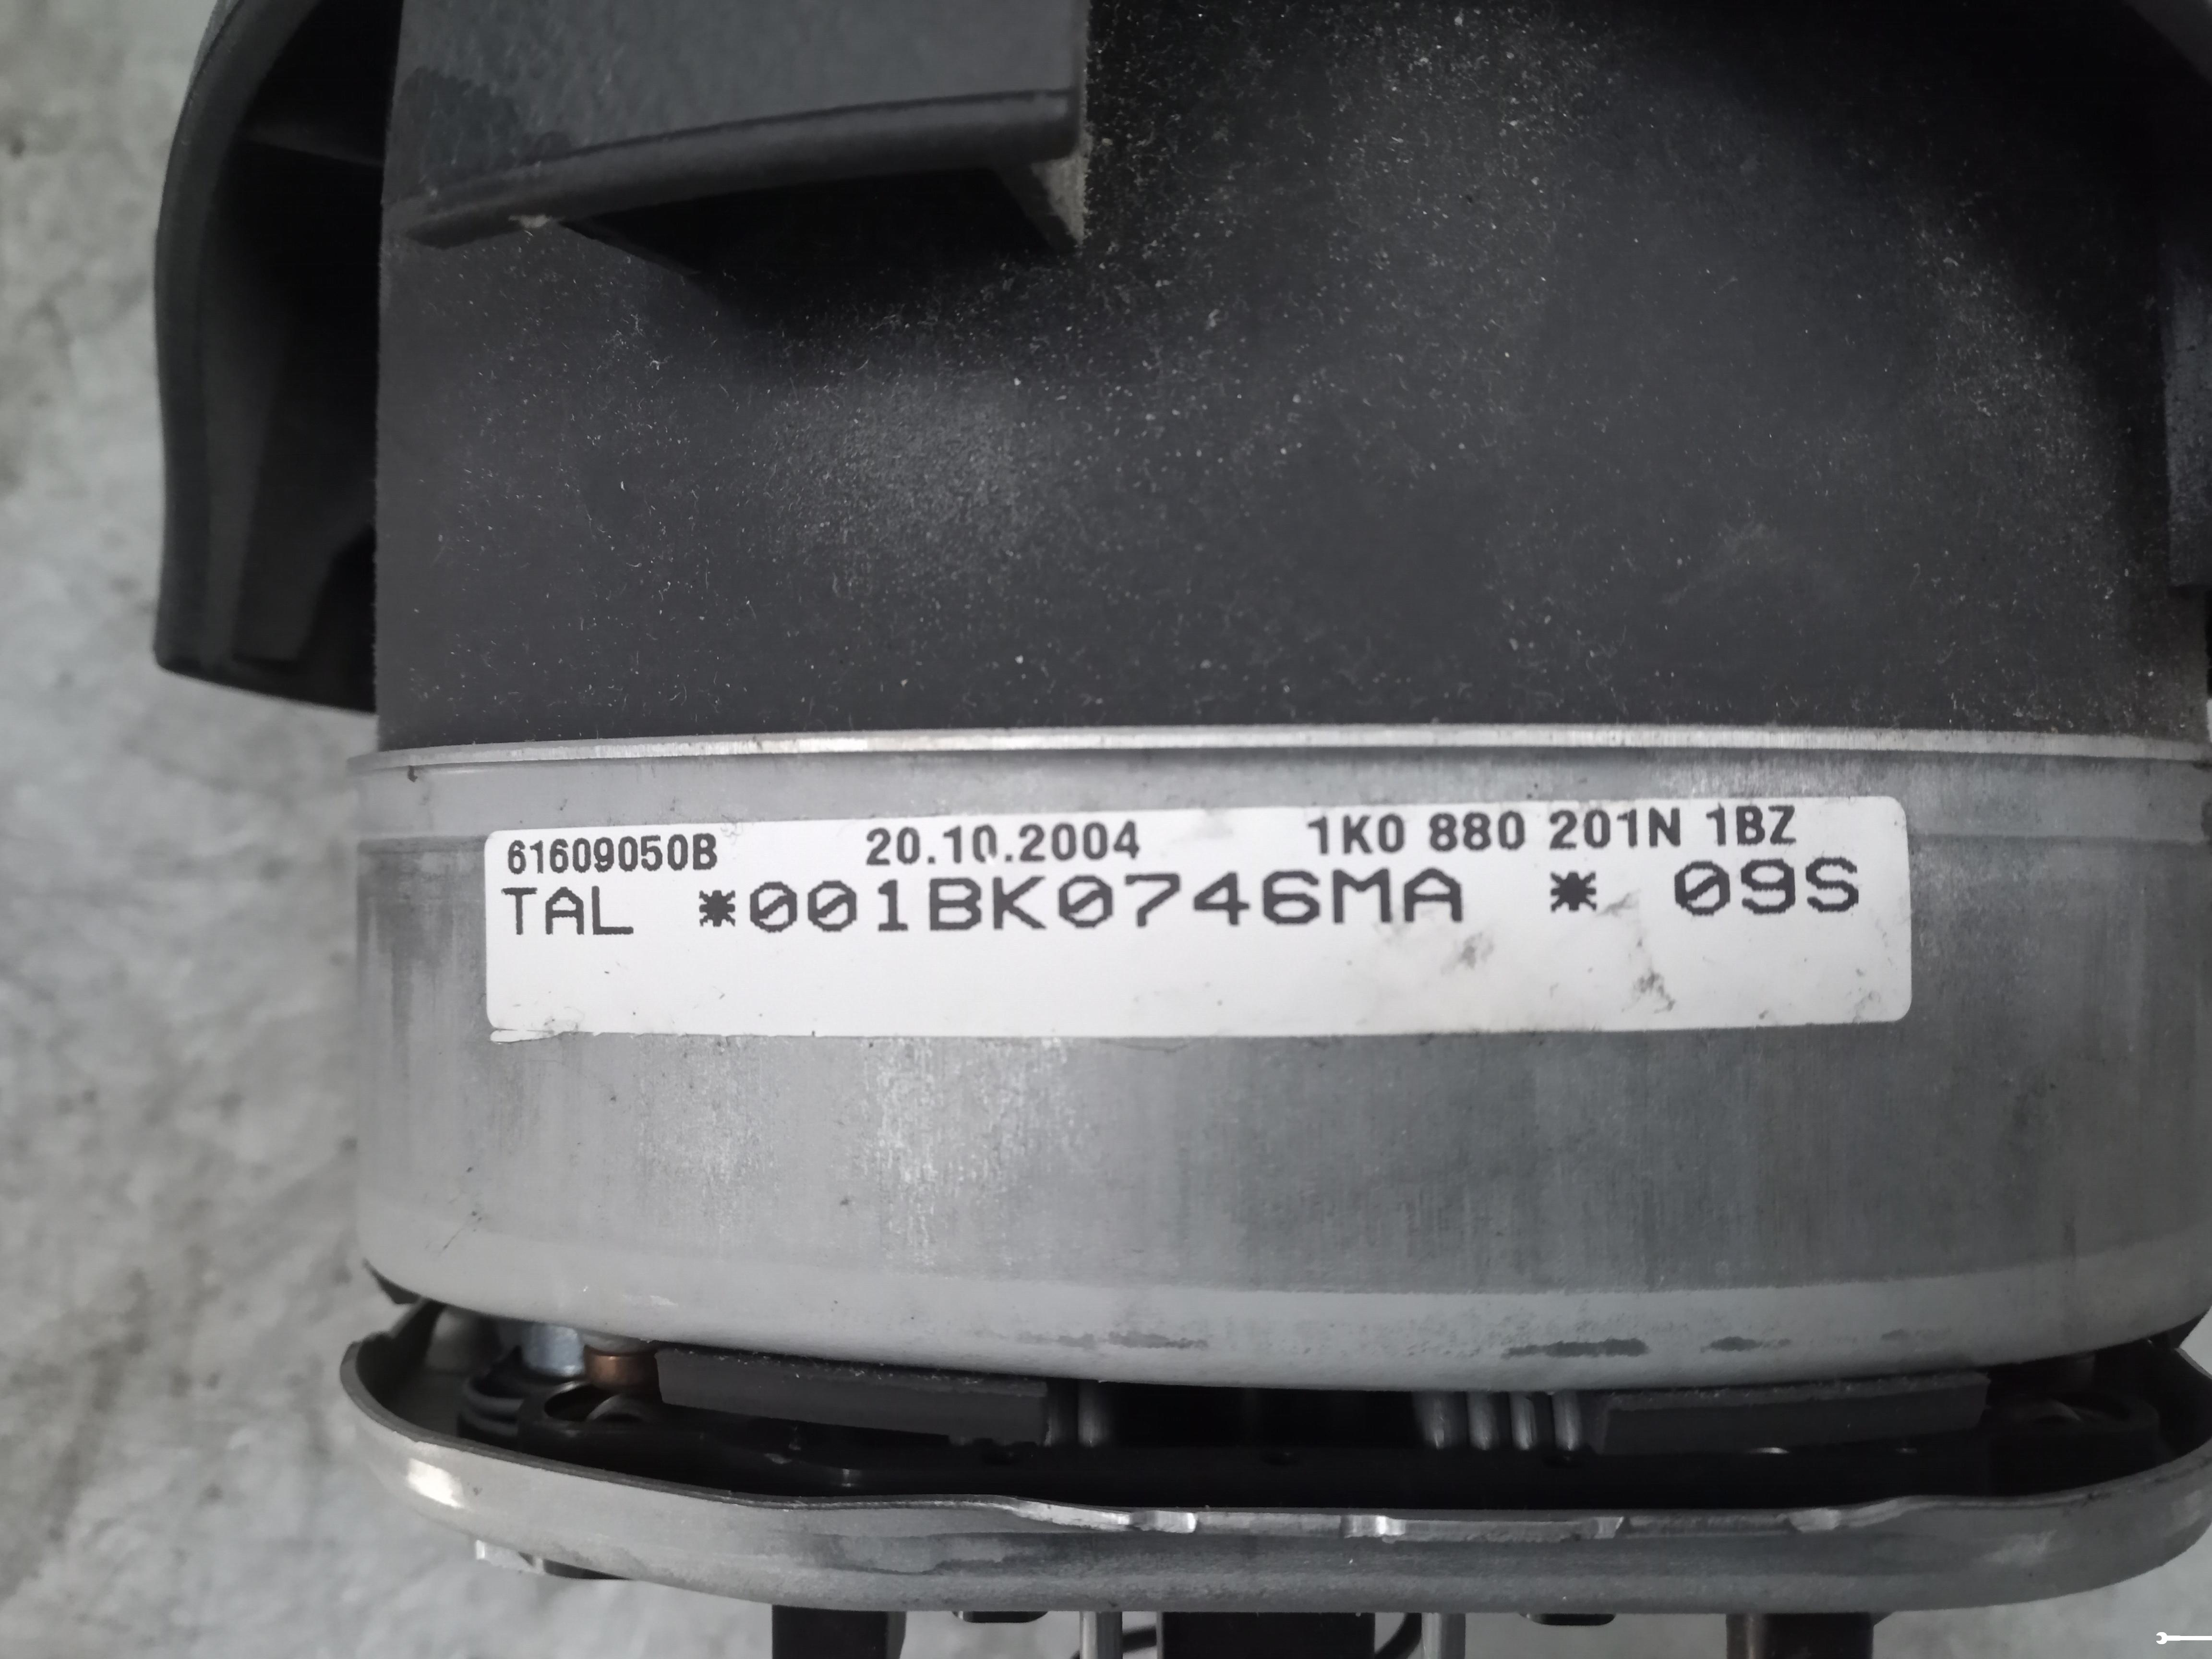 61609050B 20.10.2004 1K0 880 201N 1BZ
TAL *001BK0746MA * 09S